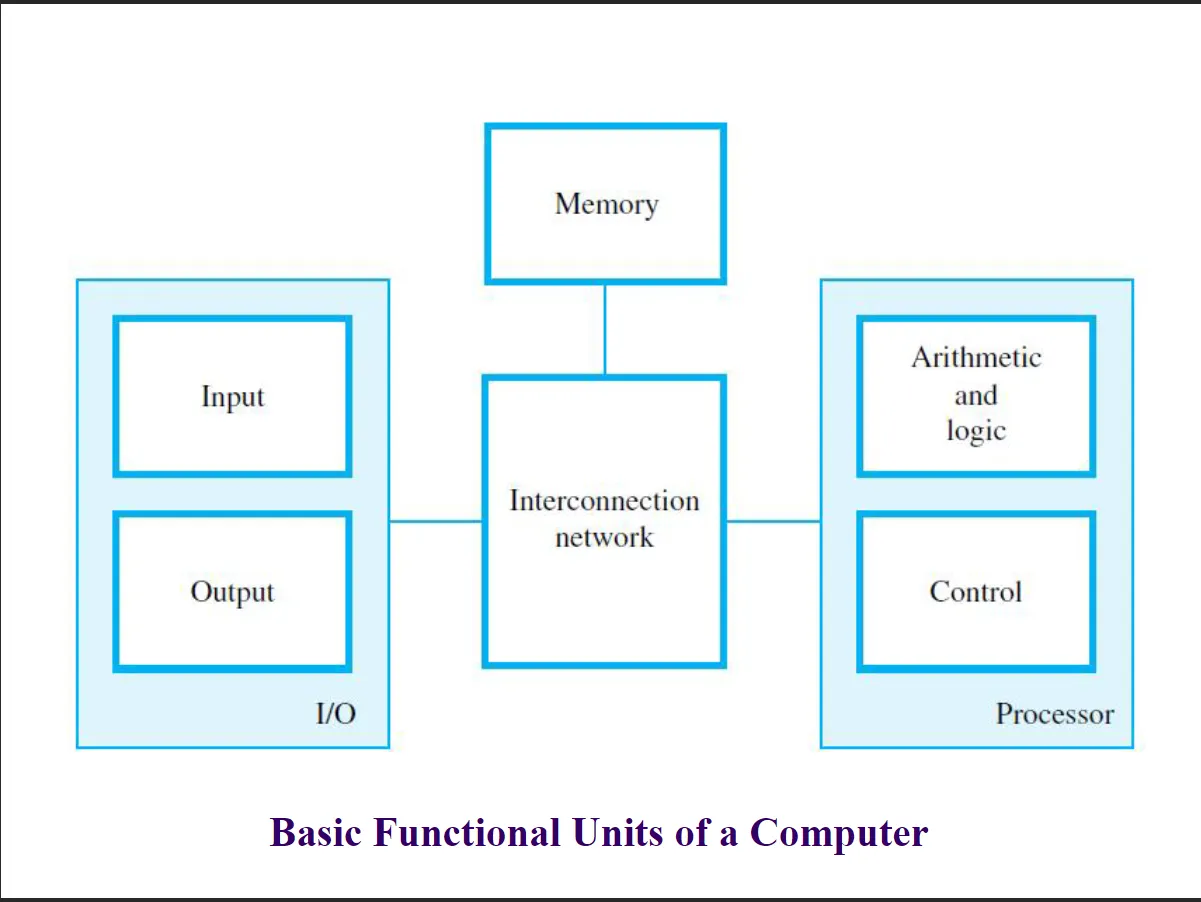 Memory
Input
Output
I/O
Interconnection
network
Arithmetic
and
logic
Control
Processor
Basic Functional Units of a Computer